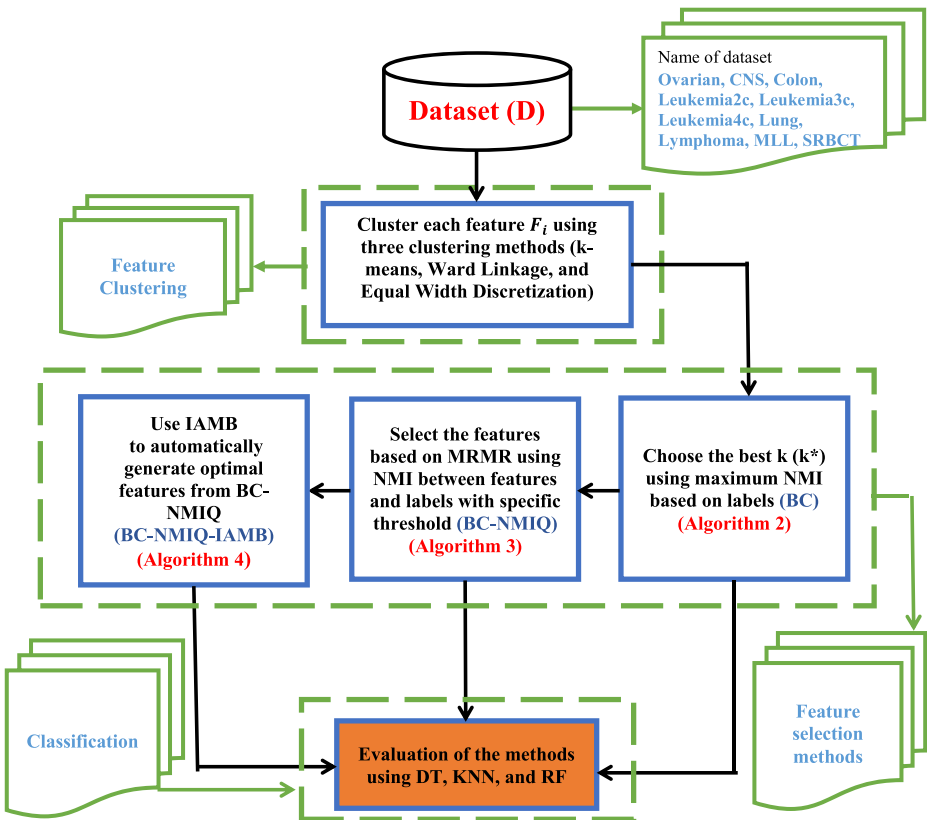 Dataset (D)
Name of dataset
Ovarian, CNS, Colon,
Leukemia2c, Leukemia3c,
Leukemia4c, Lung,
Lymphoma, MLL, SRBCT
Cluster each feature F_i using
three clustering methods (k-
means, Ward Linkage, and
Equal Width Discretization)
Feature
Clustering
Use IAMB
to automatically
generate optimal
features from BC-
NMIQ
(BC-NMIQ-IAMB)
(Algorithm 4)
Select the features
based on MRMR using
NMI between features
and labels with specific
threshold (BC-NMIQ)
(Algorithm 3)
Choose the best k (k*)
using maximum NMI
based on labels (BC)
(Algorithm 2)
Classification
Evaluation of the methods
using DT, KNN, and RF
Feature
selection
methods